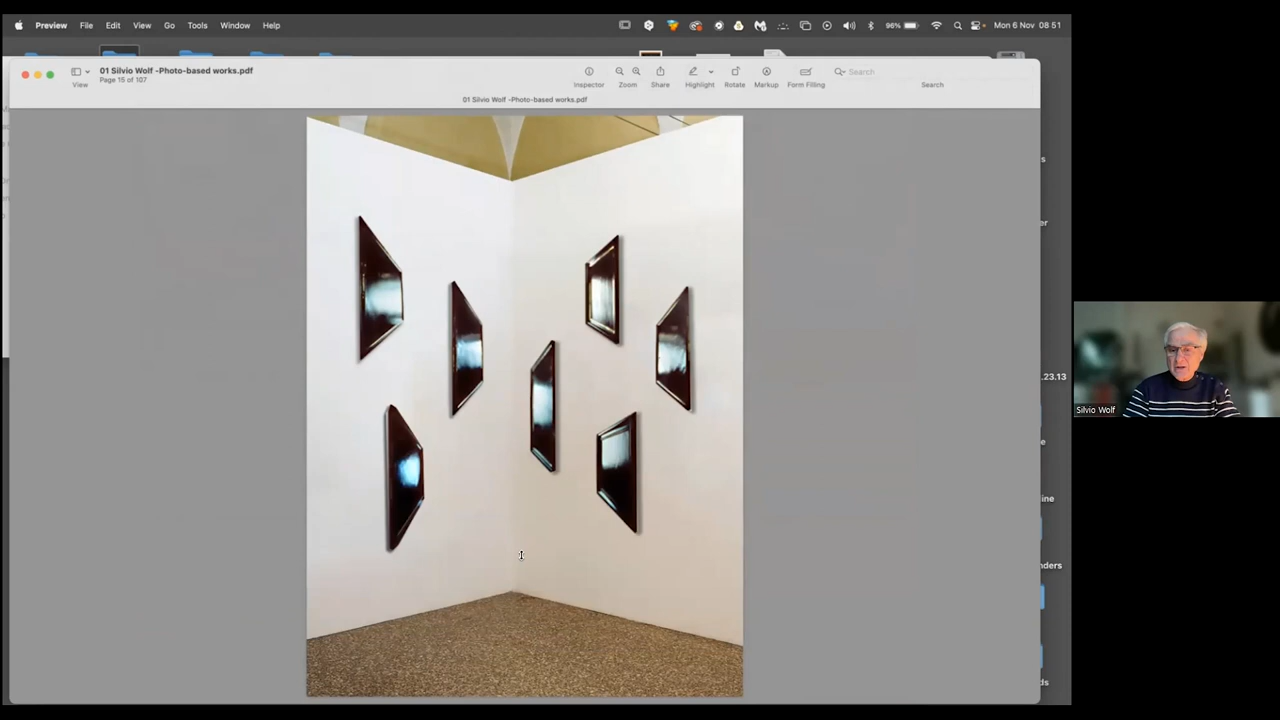 Preview File Edit View Go Tools Window Help 96% Mon 6 Nov 08 51
01 Silvio Wolf -Photo-based works.pdf
Page 15 of 107
Search
View Inspector Zoom Share Highlight Rotate Markup Form Filling Search
01 Silvio Wolf -Photo-based works.pdf
.23.13
Silvio Wolf